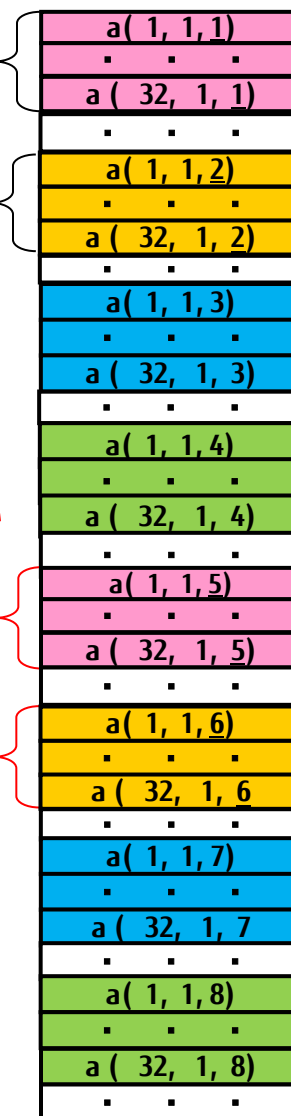 a( 1, 1, 1)
. . .
a ( 32, 1, 1)
. . .
a( 1, 1, 2)
. . .
a ( 32, 1, 2)
. . .
a( 1, 1, 3)
. . .
a ( 32, 1, 3)
. . .
a( 1, 1, 4)
. . .
a ( 32, 1, 4)
. . .
a( 1, 1, 5)
. . .
a ( 32, 1, 5)
. . .
a( 1, 1, 6)
. . .
a ( 32, 1, 6
. . .
a( 1, 1, 7)
. . .
a ( 32, 1, 7
. . .
a( 1, 1, 8)
. . .
a ( 32, 1, 8)
. . .